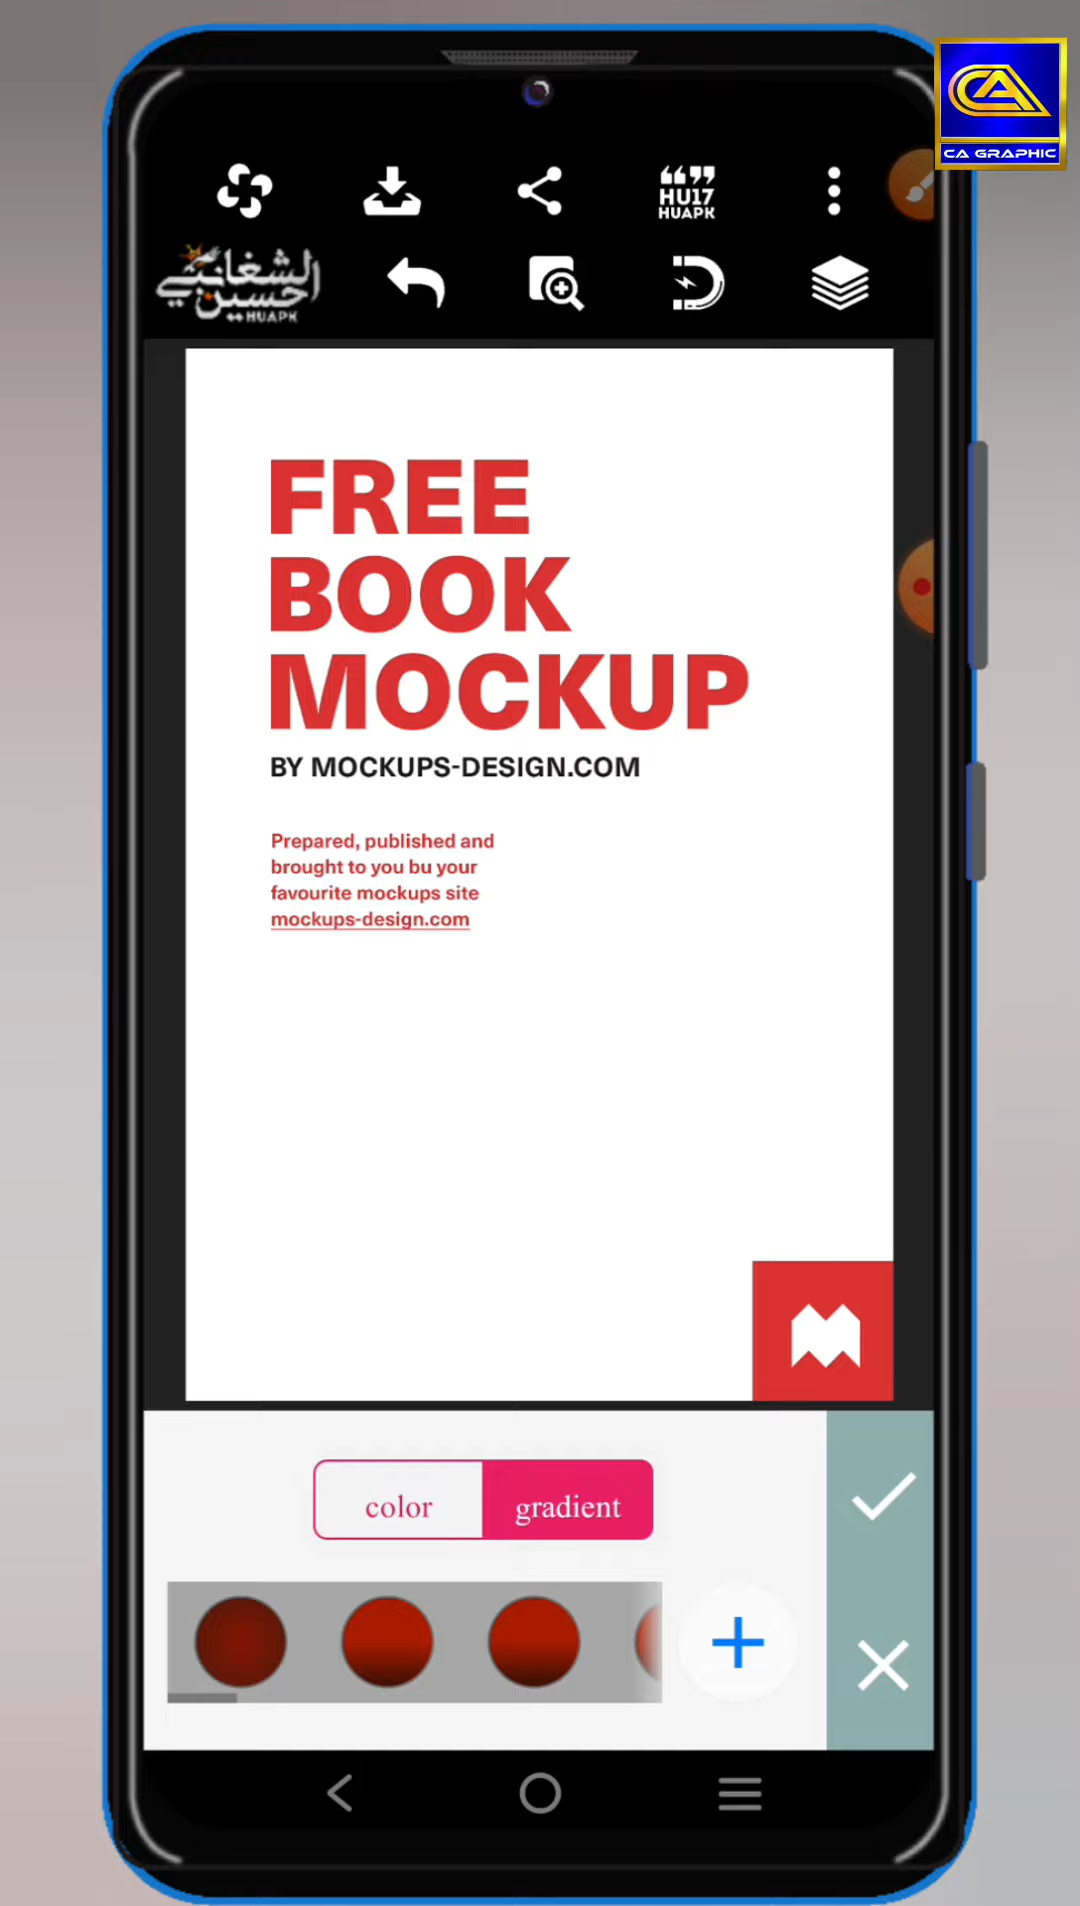 CA GRAPHIC
HU17
HUAPK
الشغانبي
حسين
HUAPK
FREE
BOOK
MOCKUP
BY MOCKUPS-DESIGN.COM
Prepared, published and
brought to you bu your
favourite mockups site
mockups-design.com
color
gradient